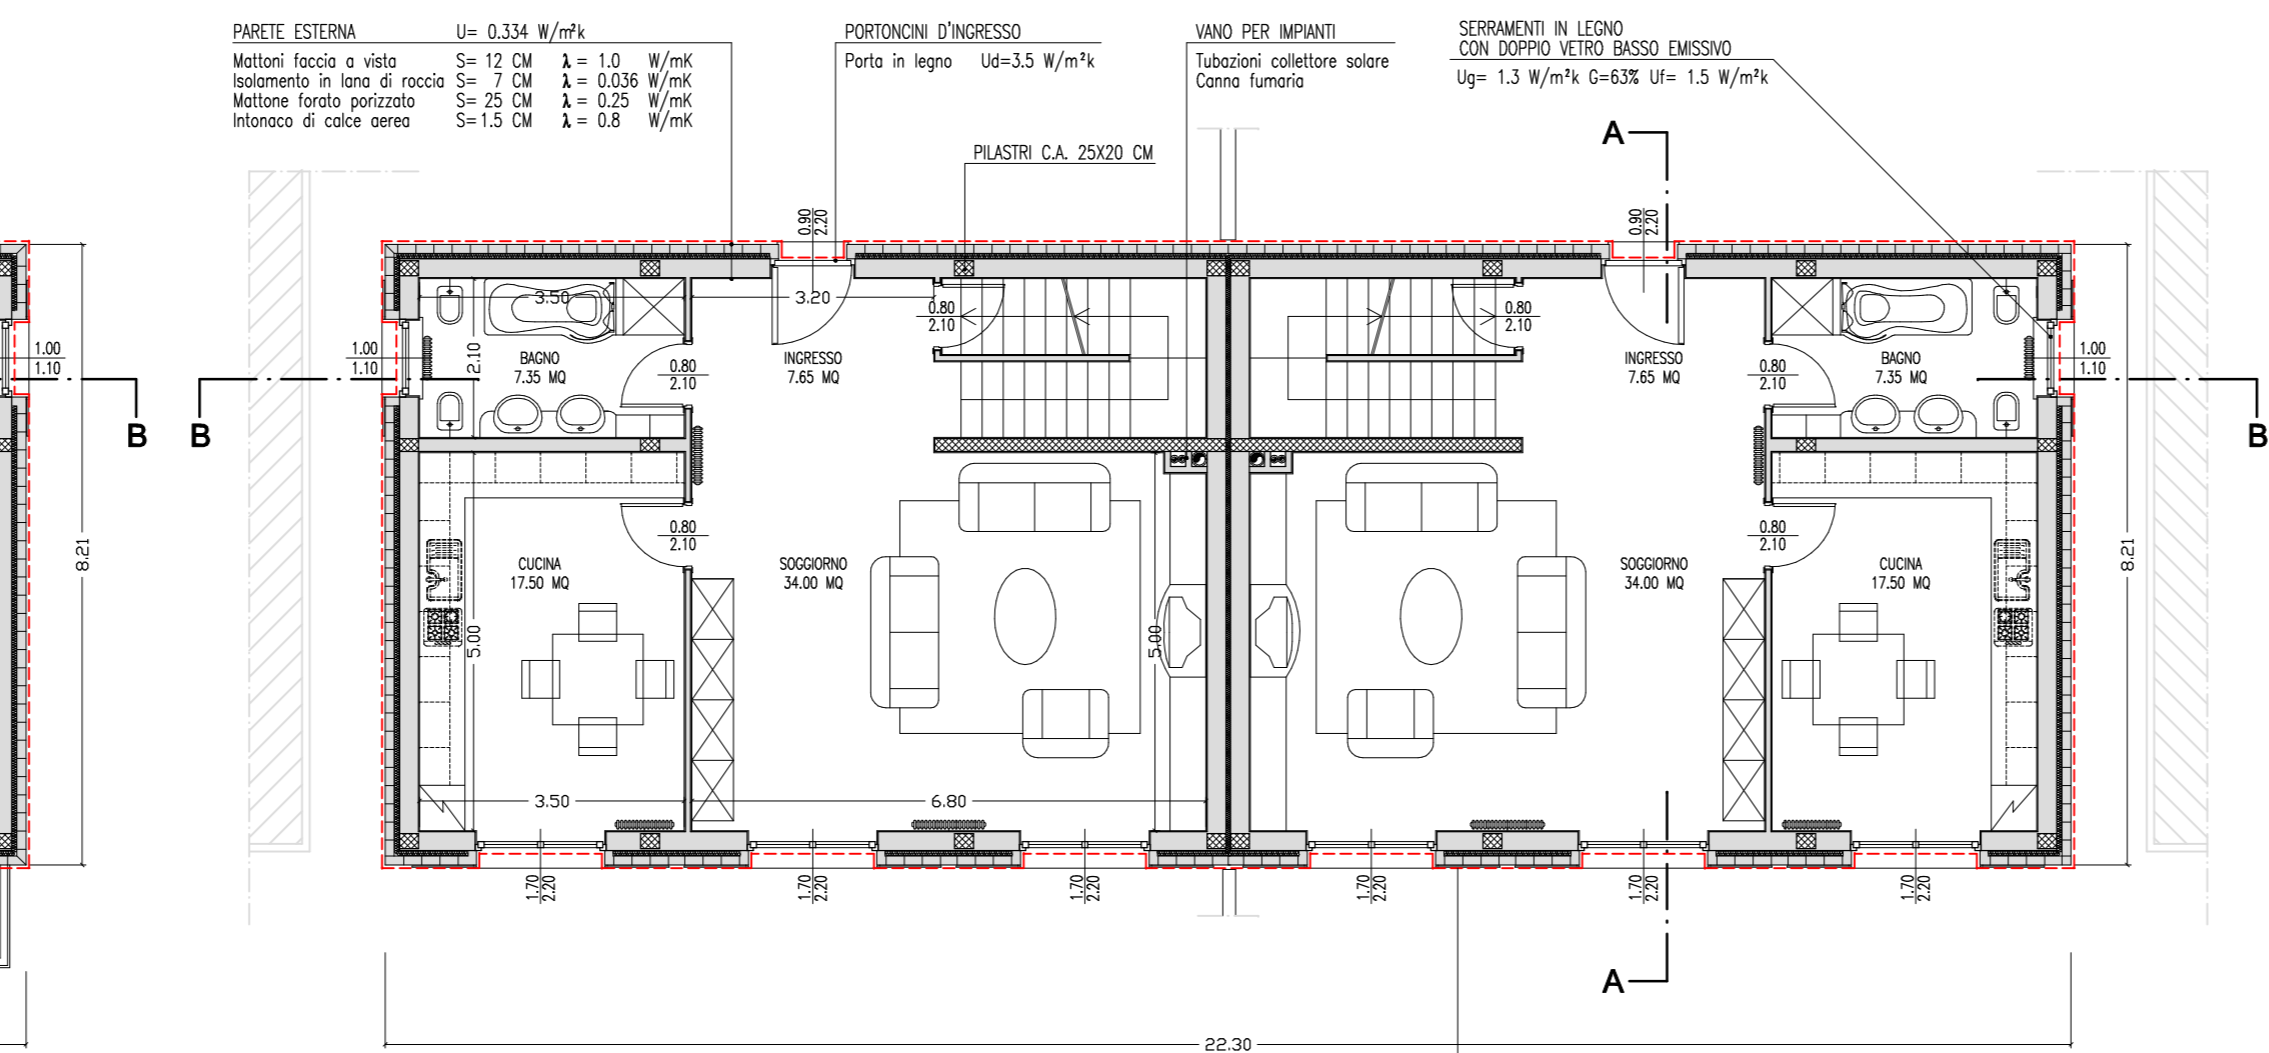 PARETE ESTERNA U= 0.334 W/m²k
Mattoni faccia a vista S= 12 CM λ = 1.0 W/mK
Isolamento in lana di roccia S= 7 CM λ = 0.036 W/mK
Mattone forato porizzato S= 25 CM λ = 0.25 W/mK
Intonaco di calce aerea S= 1.5 CM λ = 0.8 W/mK
PORTONCINI D'INGRESSO
Porta in legno Ud=3.5 W/m²k
VANO PER IMPIANTI
Tubazioni collettore solare
Canna fumaria
SERRAMENTI IN LEGNO
CON DOPPIO VETRO BASSO EMISSIVO
Ug= 1.3 W/m²k G=63% Uf= 1.5 W/m²k
PILASTRI C.A. 25X20 CM
A
0.90
2.20
0.90
2.20
3.50
3.20
0.80
2.10
0.80
2.10
1.00
1.10
1.00
1.10
2.10
BAGNO
7.35 MQ
0.80
2.10
INGRESSO
7.65 MQ
INGRESSO
7.65 MQ
0.80
2.10
BAGNO
7.35 MQ
1.00
1.10
B
B
B
8.21
0.80
2.10
0.80
2.10
8.21
CUCINA
17.50 MQ
SOGGIORNO
34.00 MQ
SOGGIORNO
34.00 MQ
CUCINA
17.50 MQ
5.00
5.00
3.50
6.80
1.70
2.20
1.70
2.20
1.70
2.20
1.70
2.20
1.70
2.20
1.70
2.20
A
22.30